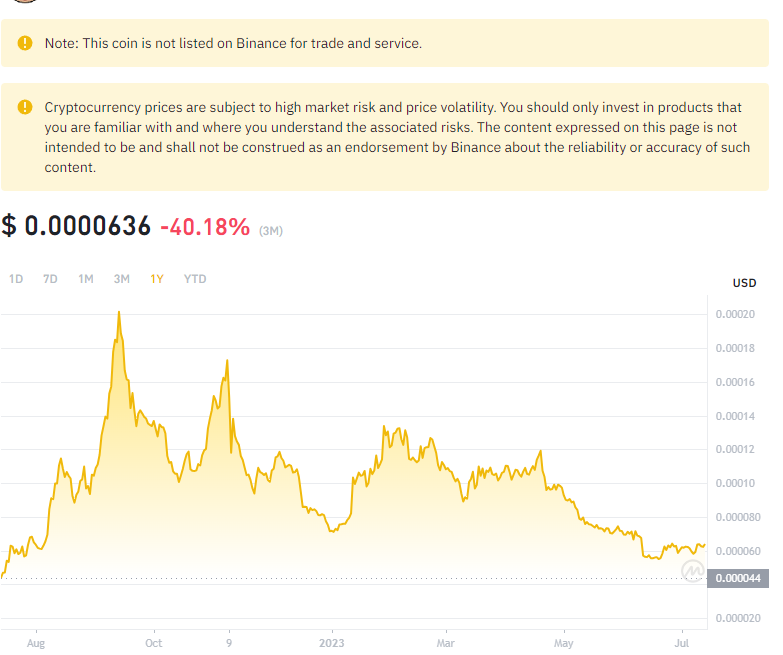 Note: This coin is not listed on Binance for trade and service.
Cryptocurrency prices are subject to high market risk and price volatility. You should only invest in products that
you are familiar with and where you understand the associated risks. The content expressed on this page is not
intended to be and shall not be construed as an endorsement by Binance about the reliability or accuracy of such
content.
$ 0.0000636 -40.18% (3M)
1D 7D 1M 3M 1Y YTD
USD
0.00020
0.00018
0.00016
0.00014
0.00012
0.00010
0.000080
0.000060
0.000044
0.000020
Aug Oct 9 2023 Mar May Jul